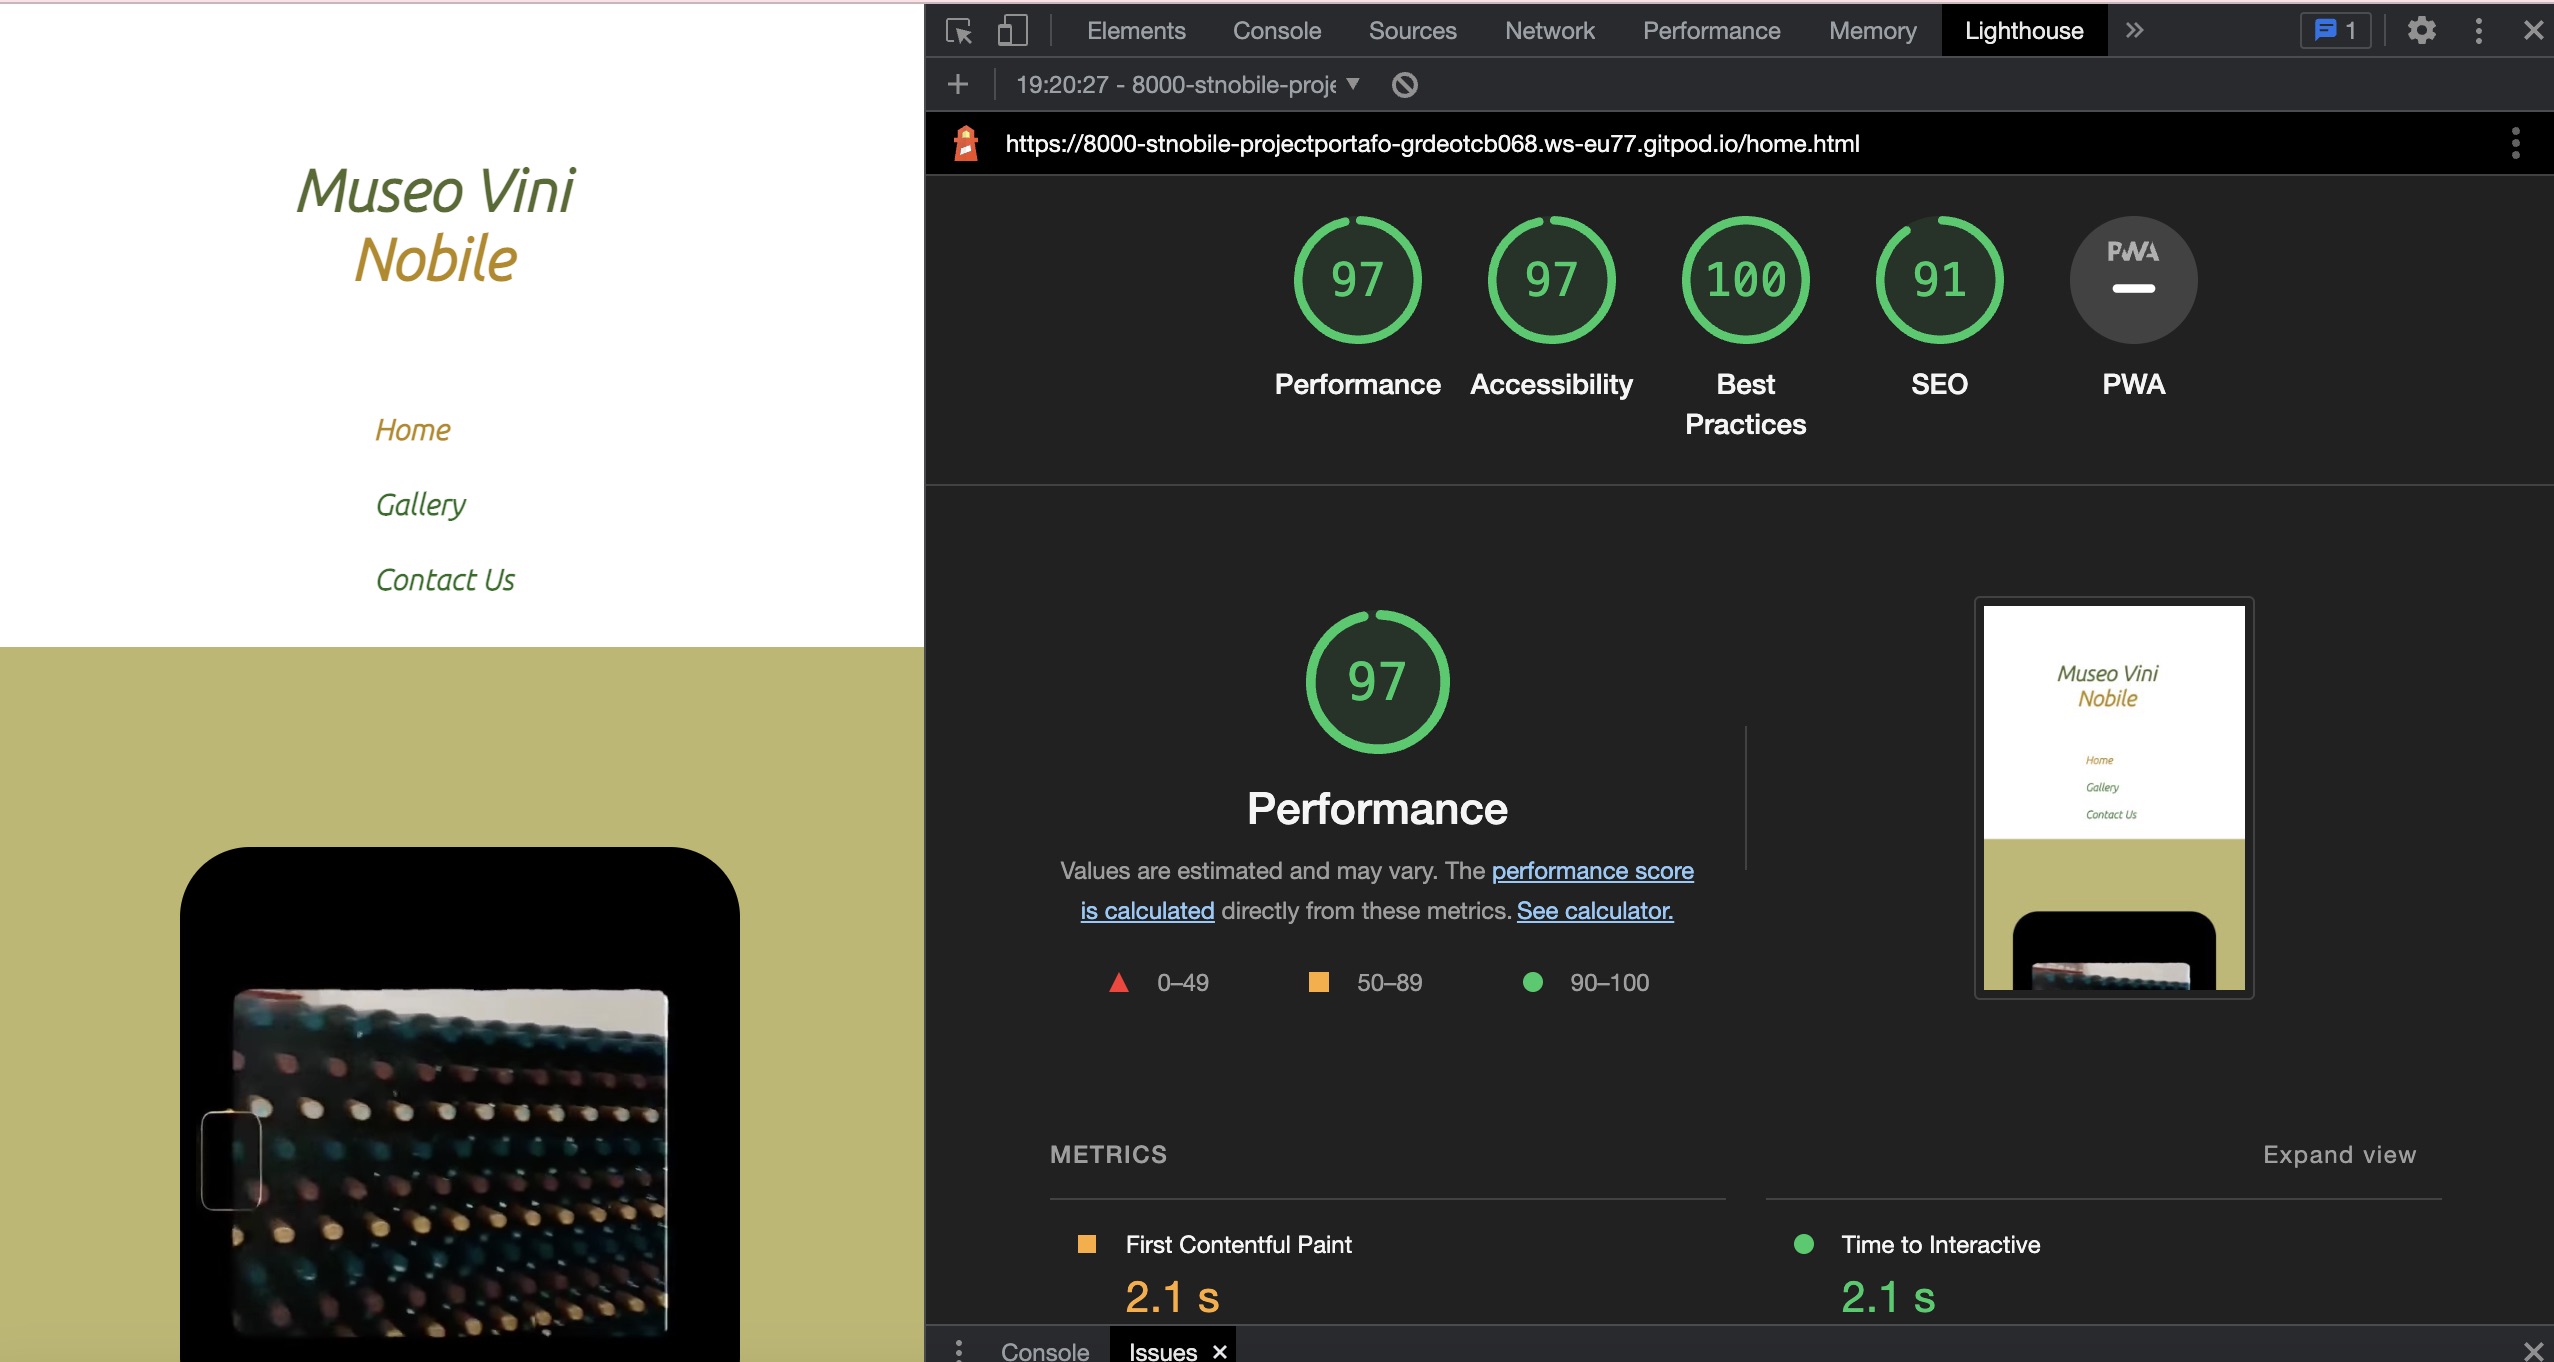 Museo Vini
Nobile
Home
Gallery
Contact Us
Elements Console Sources Network Performance Memory Lighthouse 1
19:20:27 - 8000-stnobile-proje
https://8000-stnobile-projectportafo-grdeotcb068.ws-eu77.gitpod.io/home.html
97 97 100 91 PWA
Performance Accessibility Best Practices SEO PWA
97
Performance
Values are estimated and may vary. The performance score
is calculated directly from these metrics. See calculator.
0–49 50–89 90–100
Museo Vini
Nobile
Home
Gallery
Contact Us
METRICS Expand view
First Contentful Paint Time to Interactive
2.1 s 2.1 s
Console Issues